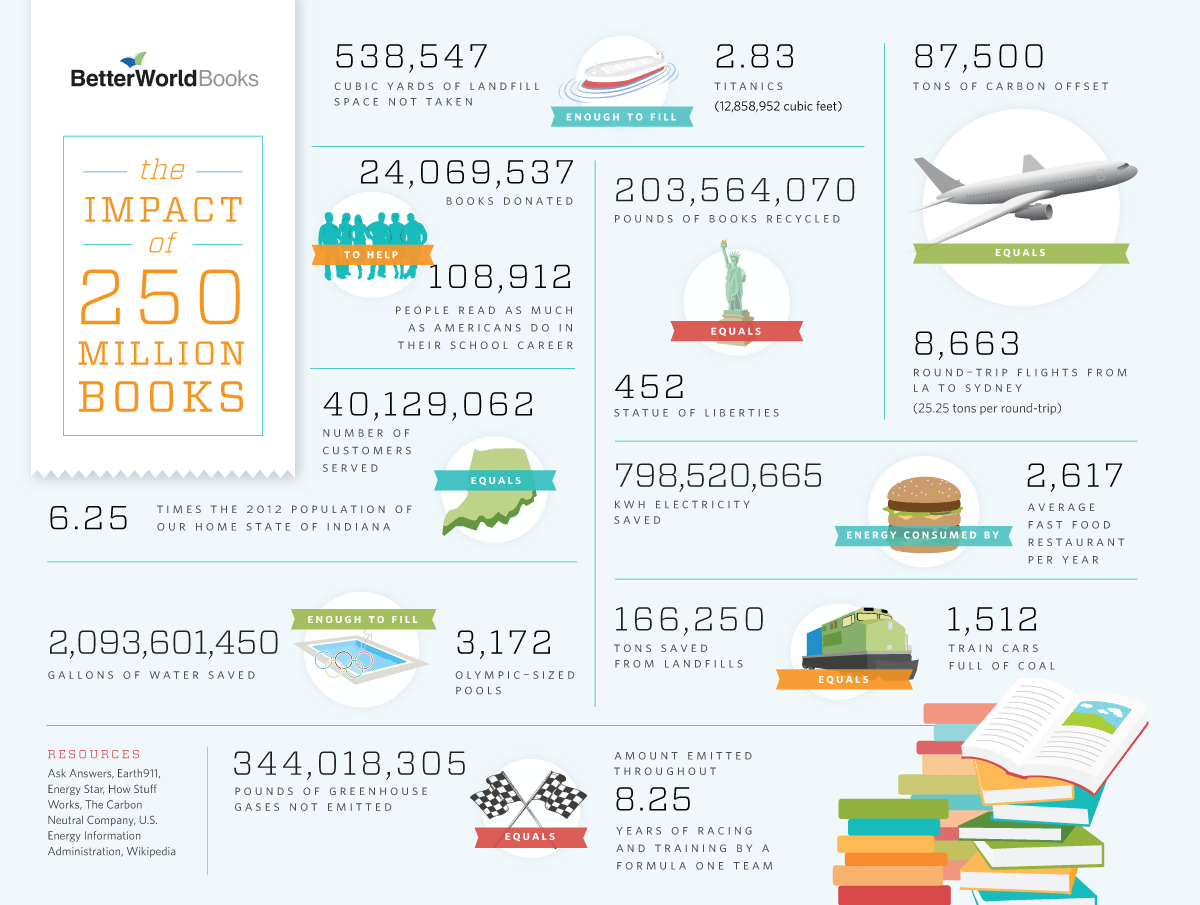 BetterWorldBooks
the
IMPACT
of
250
MILLION
BOOKS
538,547
CUBIC YARDS OF LANDFILL
SPACE NOT TAKEN
ENOUGH TO FILL
2.83
TITANICS
(12,858,952 cubic feet)
87,500
TONS OF CARBON OFFSET
EQUALS
8,663
ROUND-TRIP FLIGHTS FROM
LA TO SYDNEY
(25.25 tons per round-trip)
24,069,537
BOOKS DONATED
TO HELP
108,912
PEOPLE READ AS MUCH
AS AMERICANS DO IN
THEIR SCHOOL CAREER
203,564,070
POUNDS OF BOOKS RECYCLED
EQUALS
452
STATUE OF LIBERTIES
40,129,062
NUMBER OF
CUSTOMERS
SERVED
EQUALS
6.25
TIMES THE 2012 POPULATION OF
OUR HOME STATE OF INDIANA
798,520,665
KWH ELECTRICITY
SAVED
ENERGY CONSUMED BY
2,617
AVERAGE
FAST FOOD
RESTAURANT
PER YEAR
2,093,601,450
GALLONS OF WATER SAVED
ENOUGH TO FILL
3,172
OLYMPIC-SIZED
POOLS
166,250
TONS SAVED
FROM LANDFILLS
EQUALS
1,512
TRAIN CARS
FULL OF COAL
RESOURCES
Ask Answers, Earth911,
Energy Star, How Stuff
Works, The Carbon
Neutral Company, U.S.
Energy Information
Administration, Wikipedia
344,018,305
POUNDS OF GREENHOUSE
GASES NOT EMITTED
EQUALS
AMOUNT EMITTED
THROUGHOUT
8.25
YEARS OF RACING
AND TRAINING BY A
FORMULA ONE TEAM